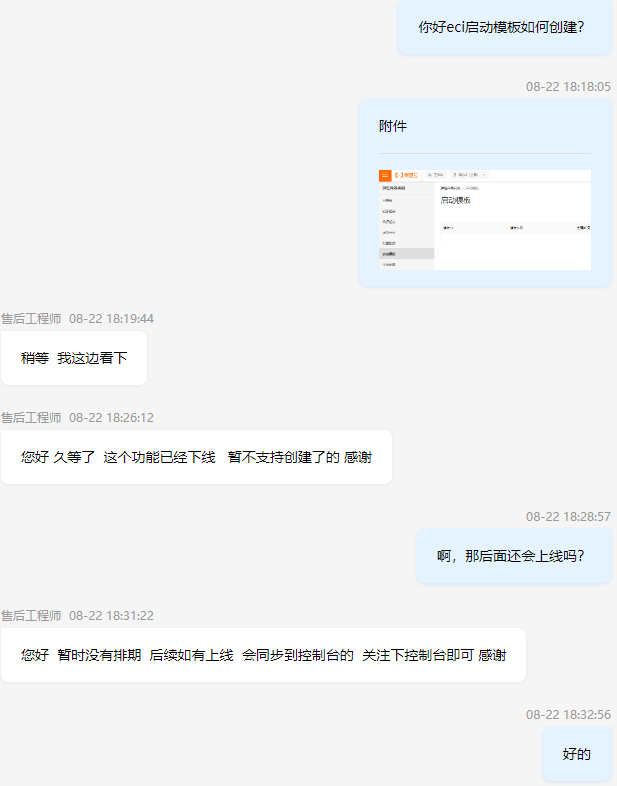 你好eci启动模板如何创建？
08-22 18:18:05
附件
启动模板
售后工程师 08-22 18:19:44
稍等 我这边看下
售后工程师 08-22 18:26:12
您好 久等了 这个功能已经下线 暂不支持创建了的 感谢
08-22 18:28:57
啊，那后面还会上线吗？
售后工程师 08-22 18:31:22
您好 暂时没有排期 后续如有上线 会同步到控制台的 关注下控制台即可 感谢
08-22 18:32:56
好的